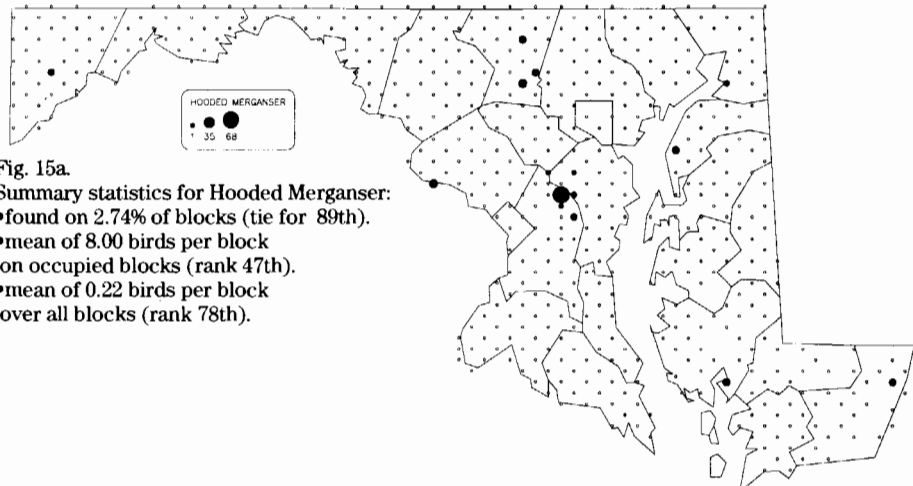 HOODED MERGANSER
1 35 68
Fig. 15a.
Summary statistics for Hooded Merganser:
•found on 2.74% of blocks (tie for 89th).
•mean of 8.00 birds per block
on occupied blocks (rank 47th).
•mean of 0.22 birds per block
over all blocks (rank 78th).